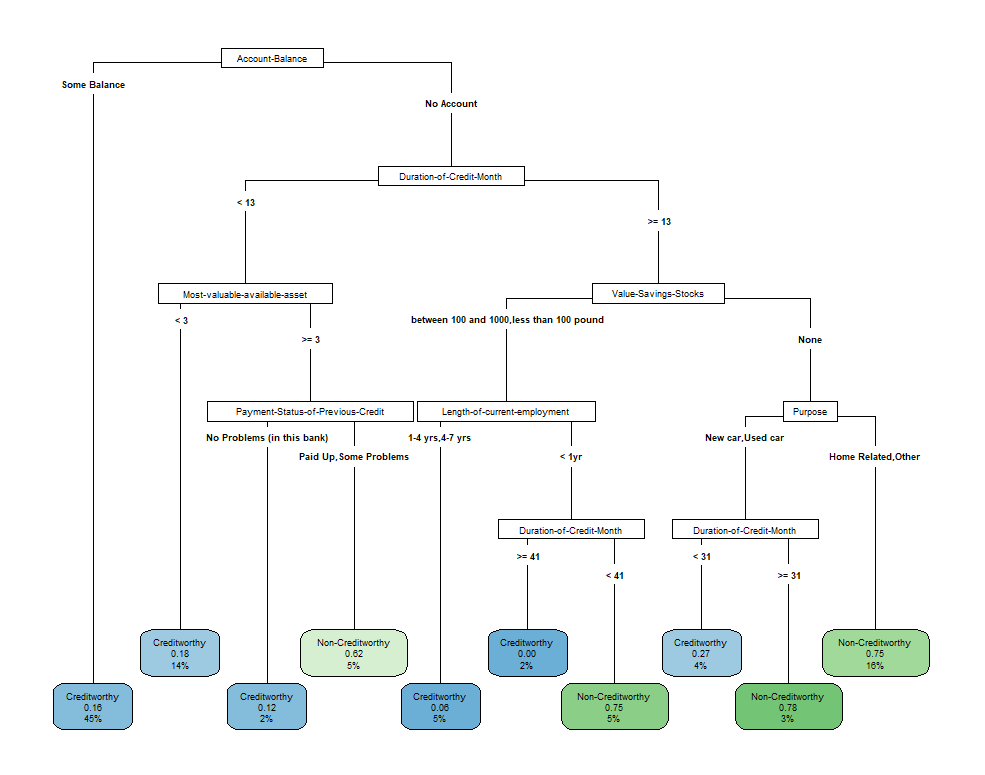 Account-Balance
Some Balance
No Account
Duration-of-Credit-Month
< 13
>= 13
Most-valuable-available-asset
Value-Savings-Stocks
< 3
between 100 and 1000,less than 100 pound
>= 3
None
Payment-Status-of-Previous-Credit
Length-of-current-employment
Purpose
No Problems (in this bank)
1-4 yrs,4-7 yrs
New car,Used car
Paid Up,Some Problems
< 1yr
Home Related,Other
Duration-of-Credit-Month
Duration-of-Credit-Month
>= 41
< 31
< 41
>= 31
Creditworthy
0.18
14%
Non-Creditworthy
0.62
5%
Creditworthy
0.00
2%
Creditworthy
0.27
4%
Non-Creditworthy
0.75
16%
Creditworthy
0.16
45%
Creditworthy
0.12
2%
Creditworthy
0.06
5%
Non-Creditworthy
0.75
5%
Non-Creditworthy
0.78
3%